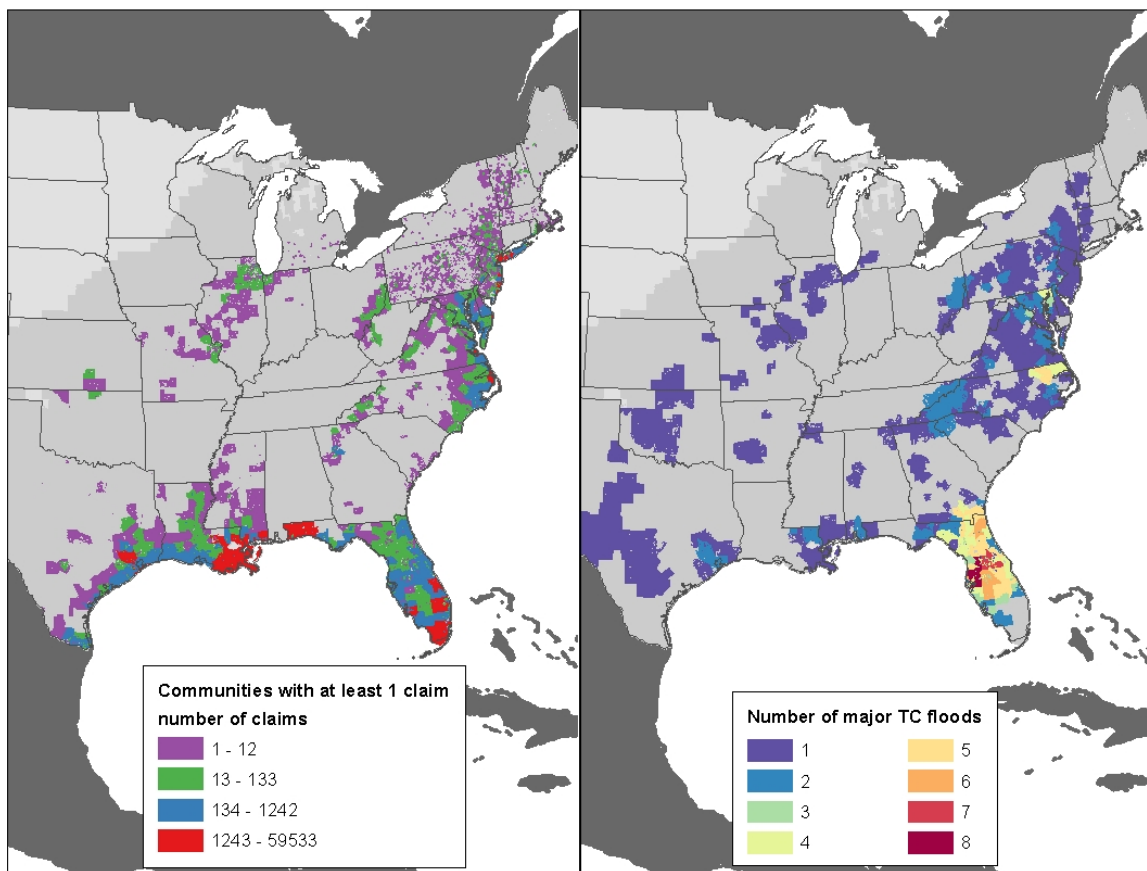 Communities with at least 1 claim
number of claims
1 - 12
13 - 133
134 - 1242
1243 - 59533
Number of major TC floods
1
5
2
6
3
7
4
8